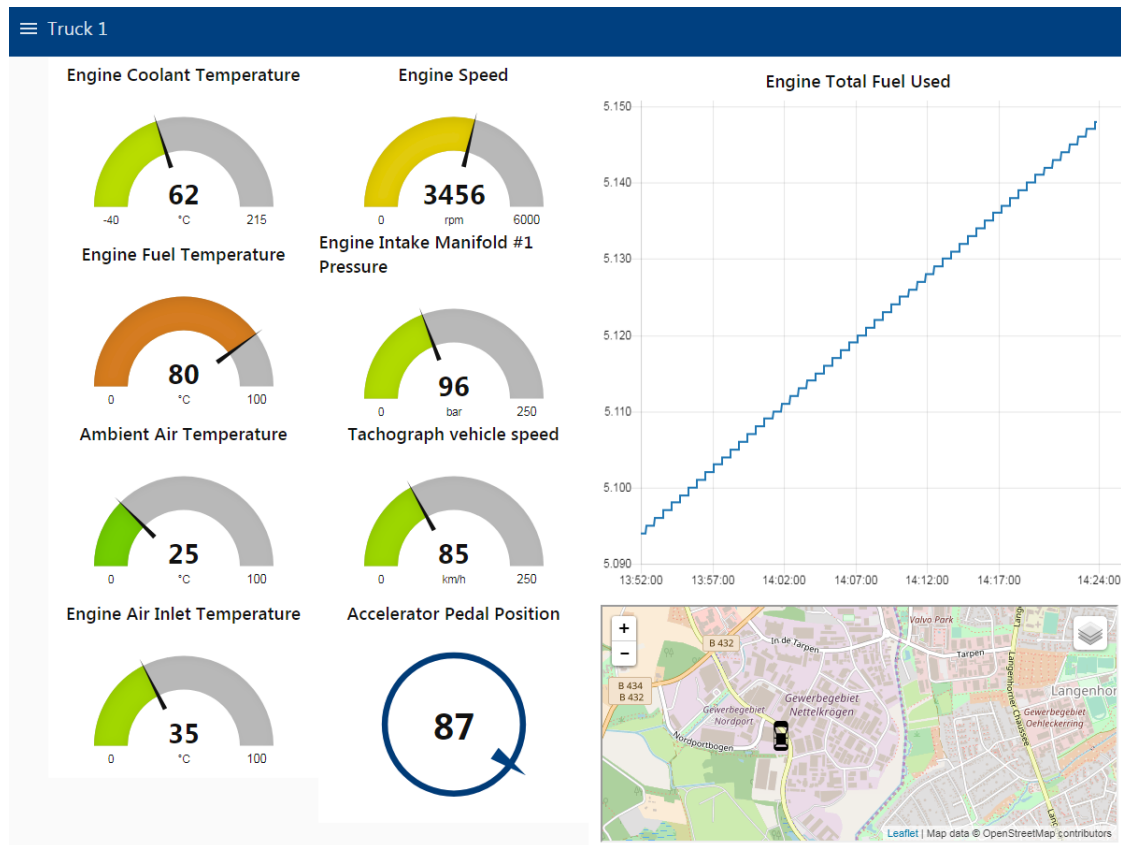 Truck 1
Engine Coolant Temperature
62
-40 °C 215
Engine Speed
3456
0 rpm 6000
Engine Fuel Temperature
80
0 °C 100
Engine Intake Manifold #1
Pressure
96
0 bar 250
Ambient Air Temperature
25
0 °C 100
Tachograph vehicle speed
85
0 km/h 250
Engine Air Inlet Temperature
35
0 °C 100
Accelerator Pedal Position
87
Engine Total Fuel Used
5.150
5.140
5.130
5.120
5.110
5.100
5.090
13:52:00 13:57:00 14:02:00 14:07:00 14:12:00 14:17:00 14:24:00
+
−
B 432
In de Tarpen
Valvo Park
Tarpen
B 434
B 432
Gewerbegebiet
Nordport
Gewerbegebiet
Nettelkrogen
Nordportbogen
Langenhorner Chaussee
Langenhor
Gewerbegebiet
Oehleckerring
Lang
Lang
Leaflet | Map data © OpenStreetMap contributors